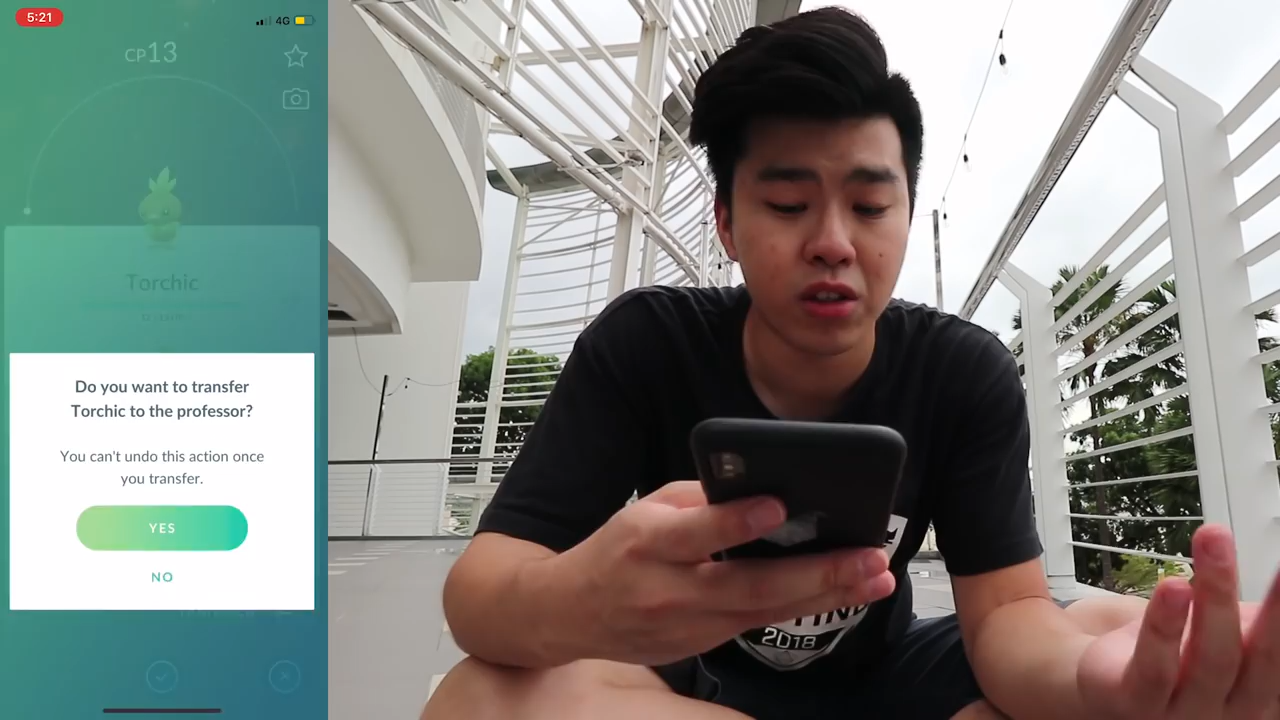 5:21
4G
CP13
Torchic
Do you want to transfer
Torchic to the professor?
You can't undo this action once
you transfer.
YES
NO
2018